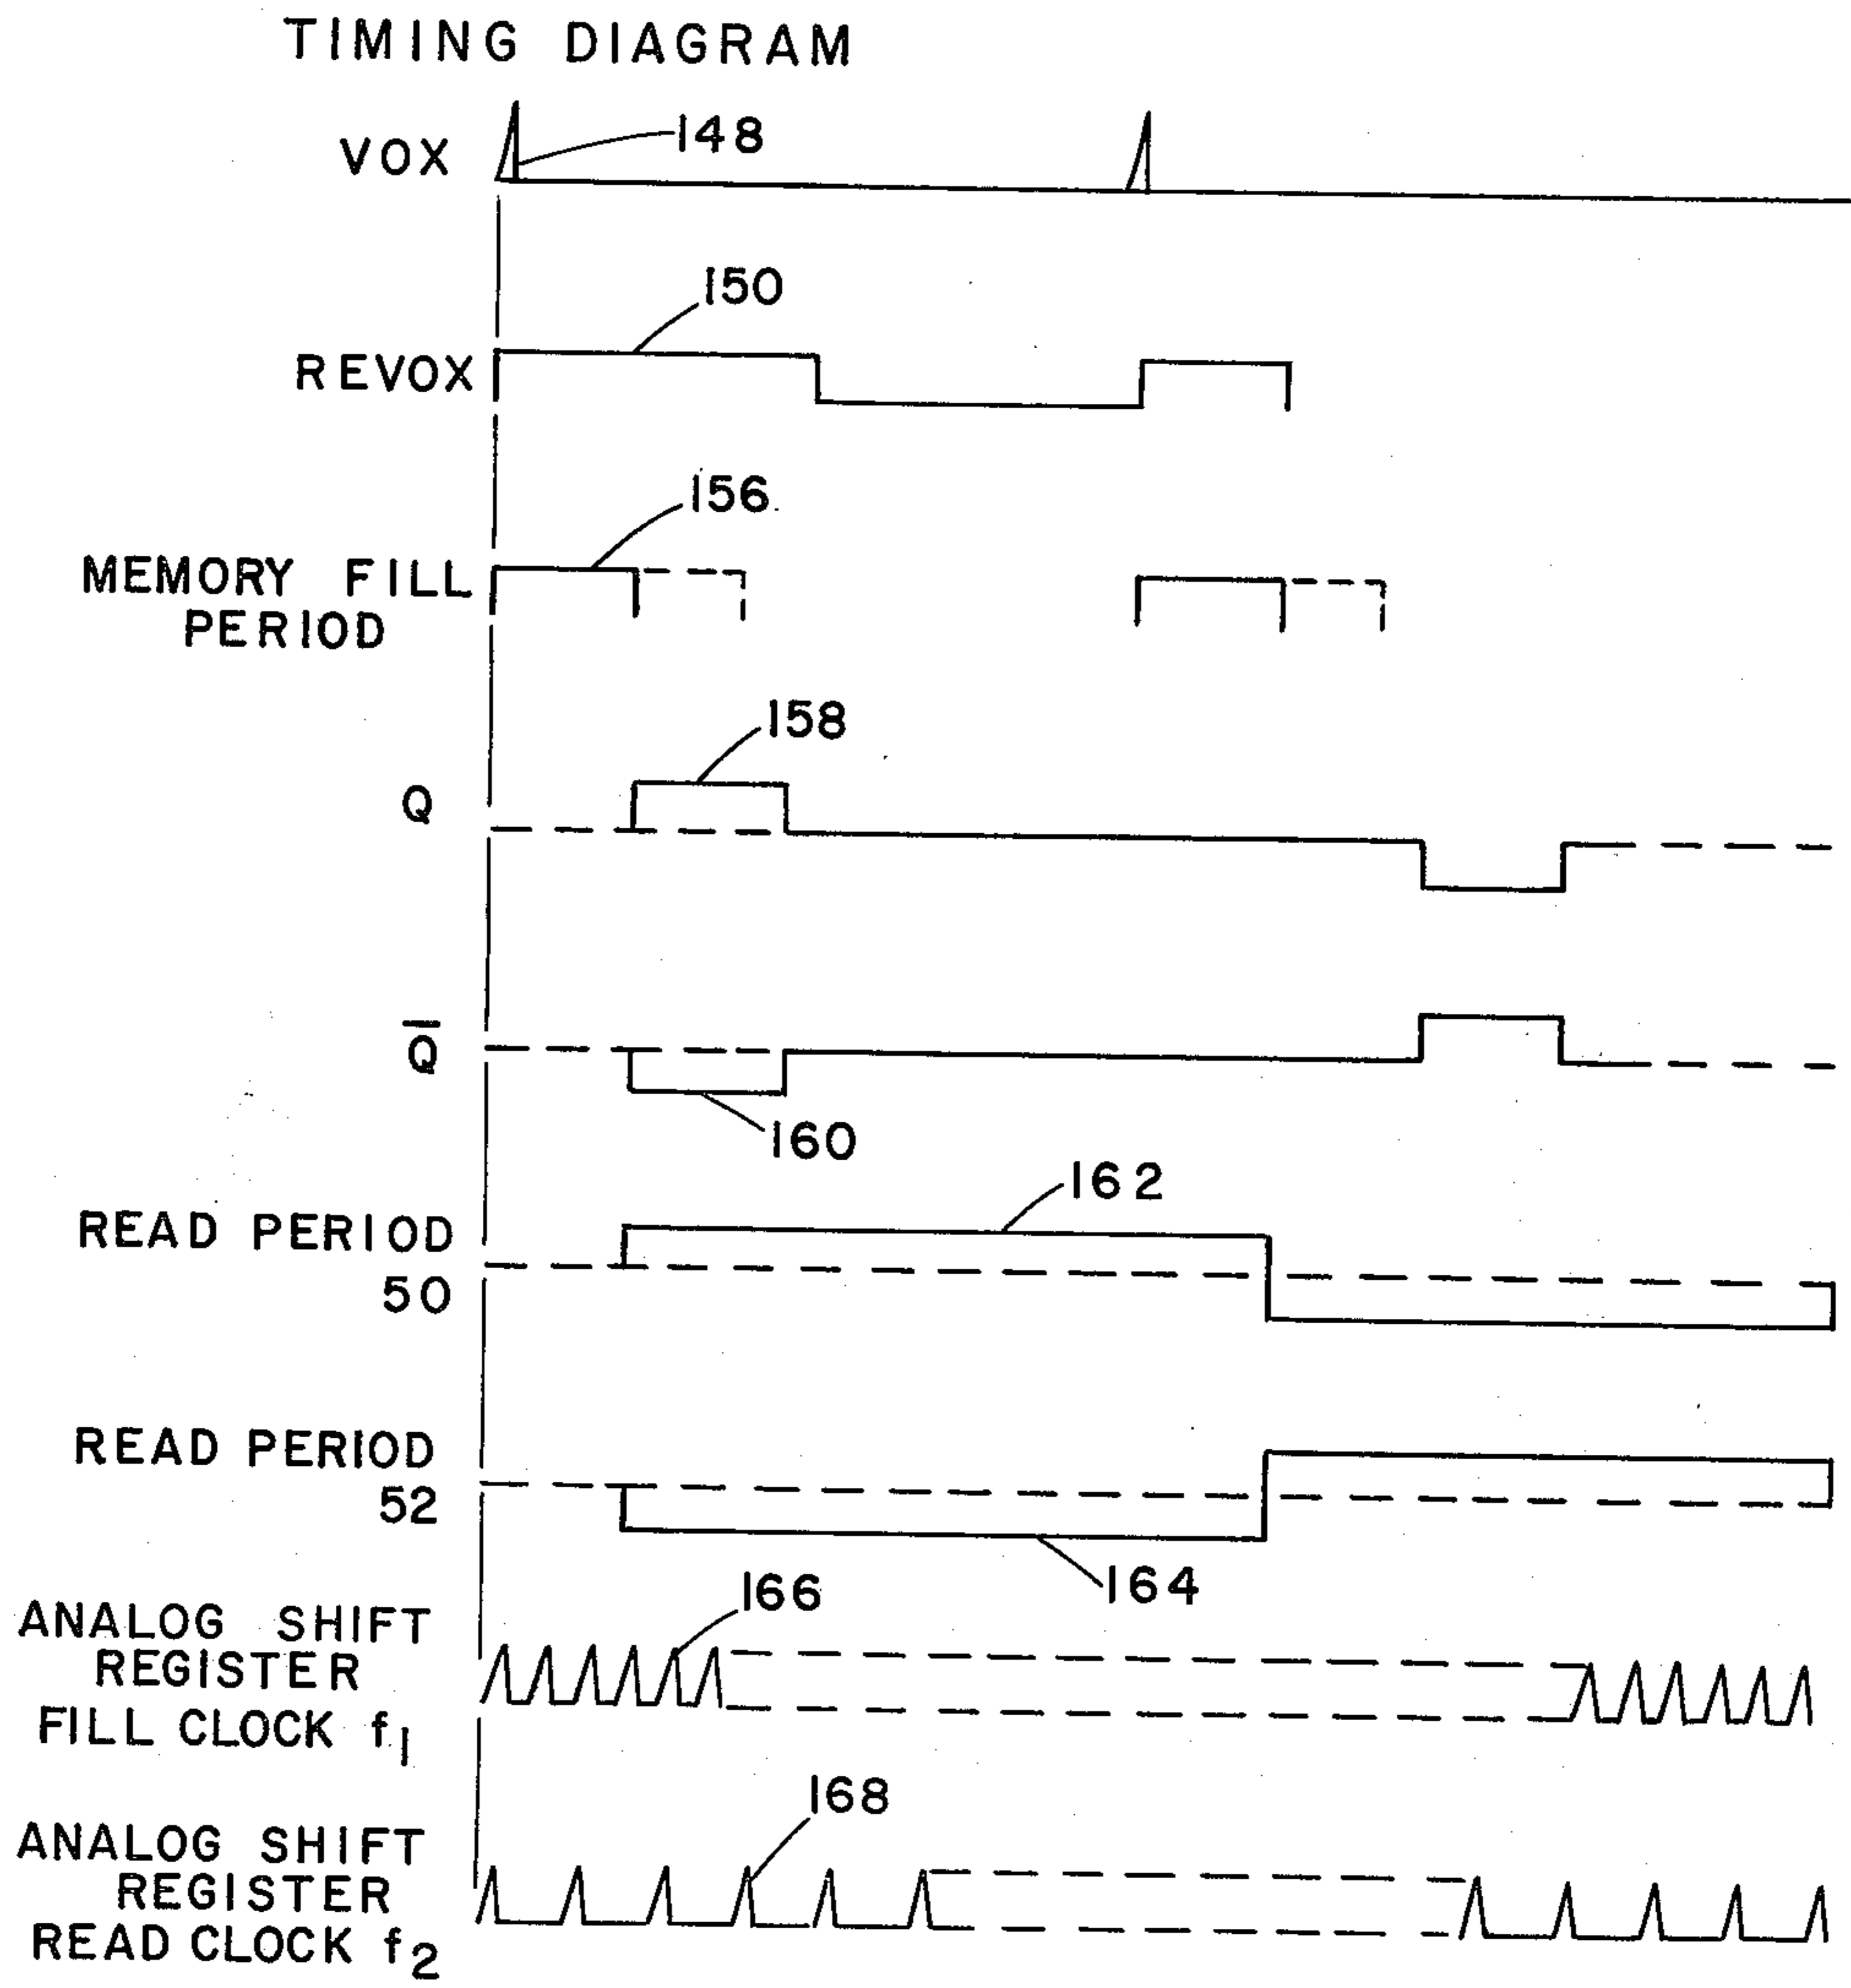 TIMING DIAGRAM
VOX
148
150
REVOX
156
MEMORY FILL
PERIOD
158
Q
Q̅
160
162
READ PERIOD
50
READ PERIOD
52
164
166
ANALOG SHIFT
REGISTER
FILL CLOCK f₁
168
ANALOG SHIFT
REGISTER
READ CLOCK f₂